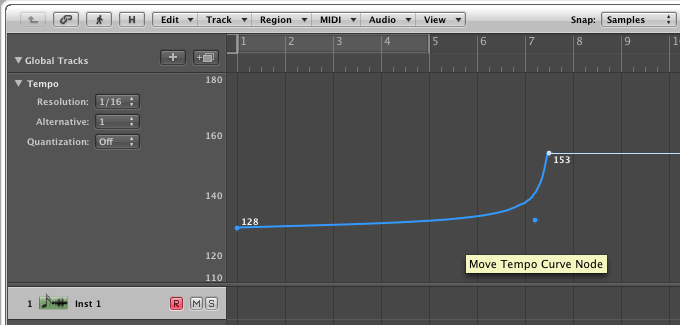 H Edit Track Region MIDI Audio View Snap: Samples
1 2 3 4 5 6 7 8 9 10
Global Tracks
Tempo
Resolution: 1/16
Alternative: 1
Quantization: Off
180
160
140
120
110
128
153
Move Tempo Curve Node
1 Inst 1 R M S